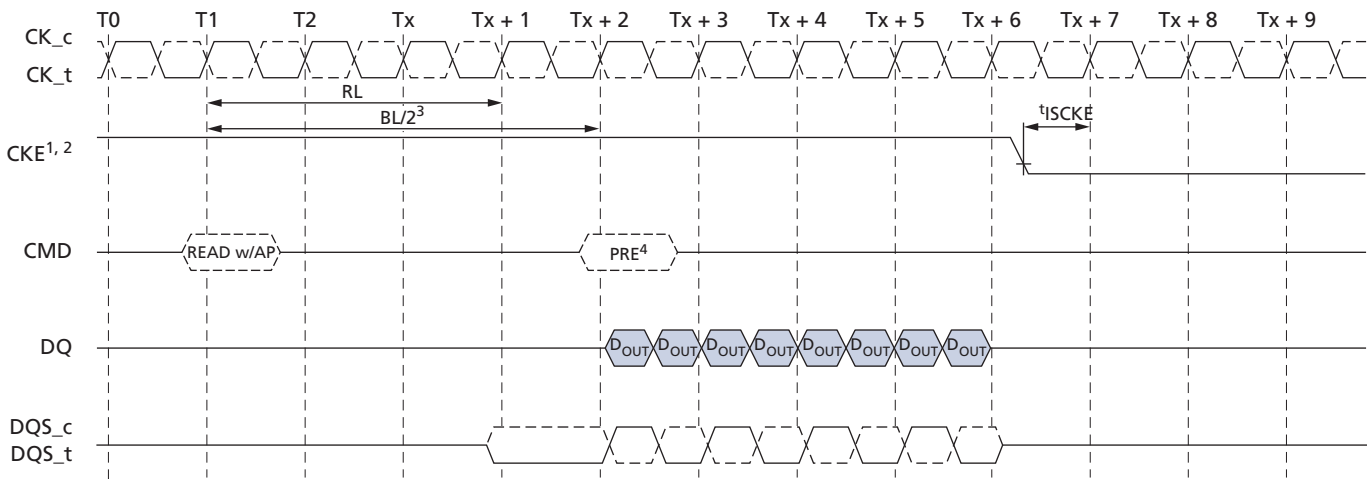 T0 T1 T2 Tx Tx + 1 Tx + 2 Tx + 3 Tx + 4 Tx + 5 Tx + 6 Tx + 7 Tx + 8 Tx + 9
CK_c
CK_t
RL
BL/2³
tISCKE
CKE1, 2
CMD
READ w/AP
PRE⁴
DQ
DOUT DOUT DOUT DOUT DOUT DOUT DOUT DOUT
DQS_c
DQS_t